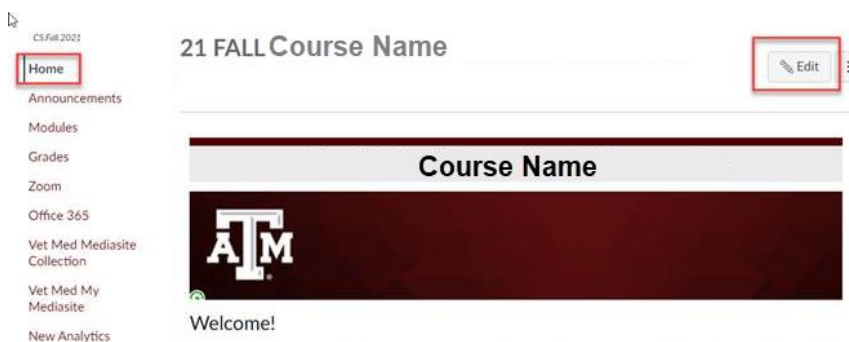 CS.Fall.2021
Home
Announcements
Modules
Grades
Zoom
Office 365
Vet Med Mediasite
Collection
Vet Med My
Mediasite
New Analytics
21 FALL Course Name
Edit
Course Name
ATM
Welcome!